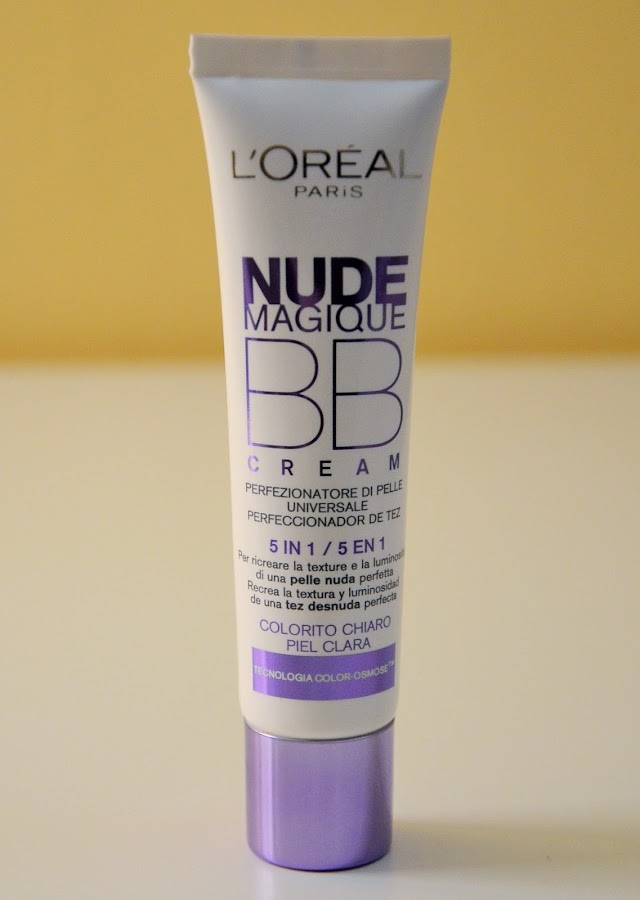 L'ORÉAL
PARiS
NUDE
MAGIQUE
BB
CREAM
PERFEZIONATORE DI PELLE
UNIVERSALE
PERFECCIONADOR DE TEZ
5 IN 1 / 5 EN 1
Per ricreare la texture e la luminosità
di una pelle nuda perfetta
Recrea la textura y luminosidad
de una tez desnuda perfecta
COLORITO CHIARO
PIEL CLARA
TECNOLOGIA COLOR-OSMOSE™